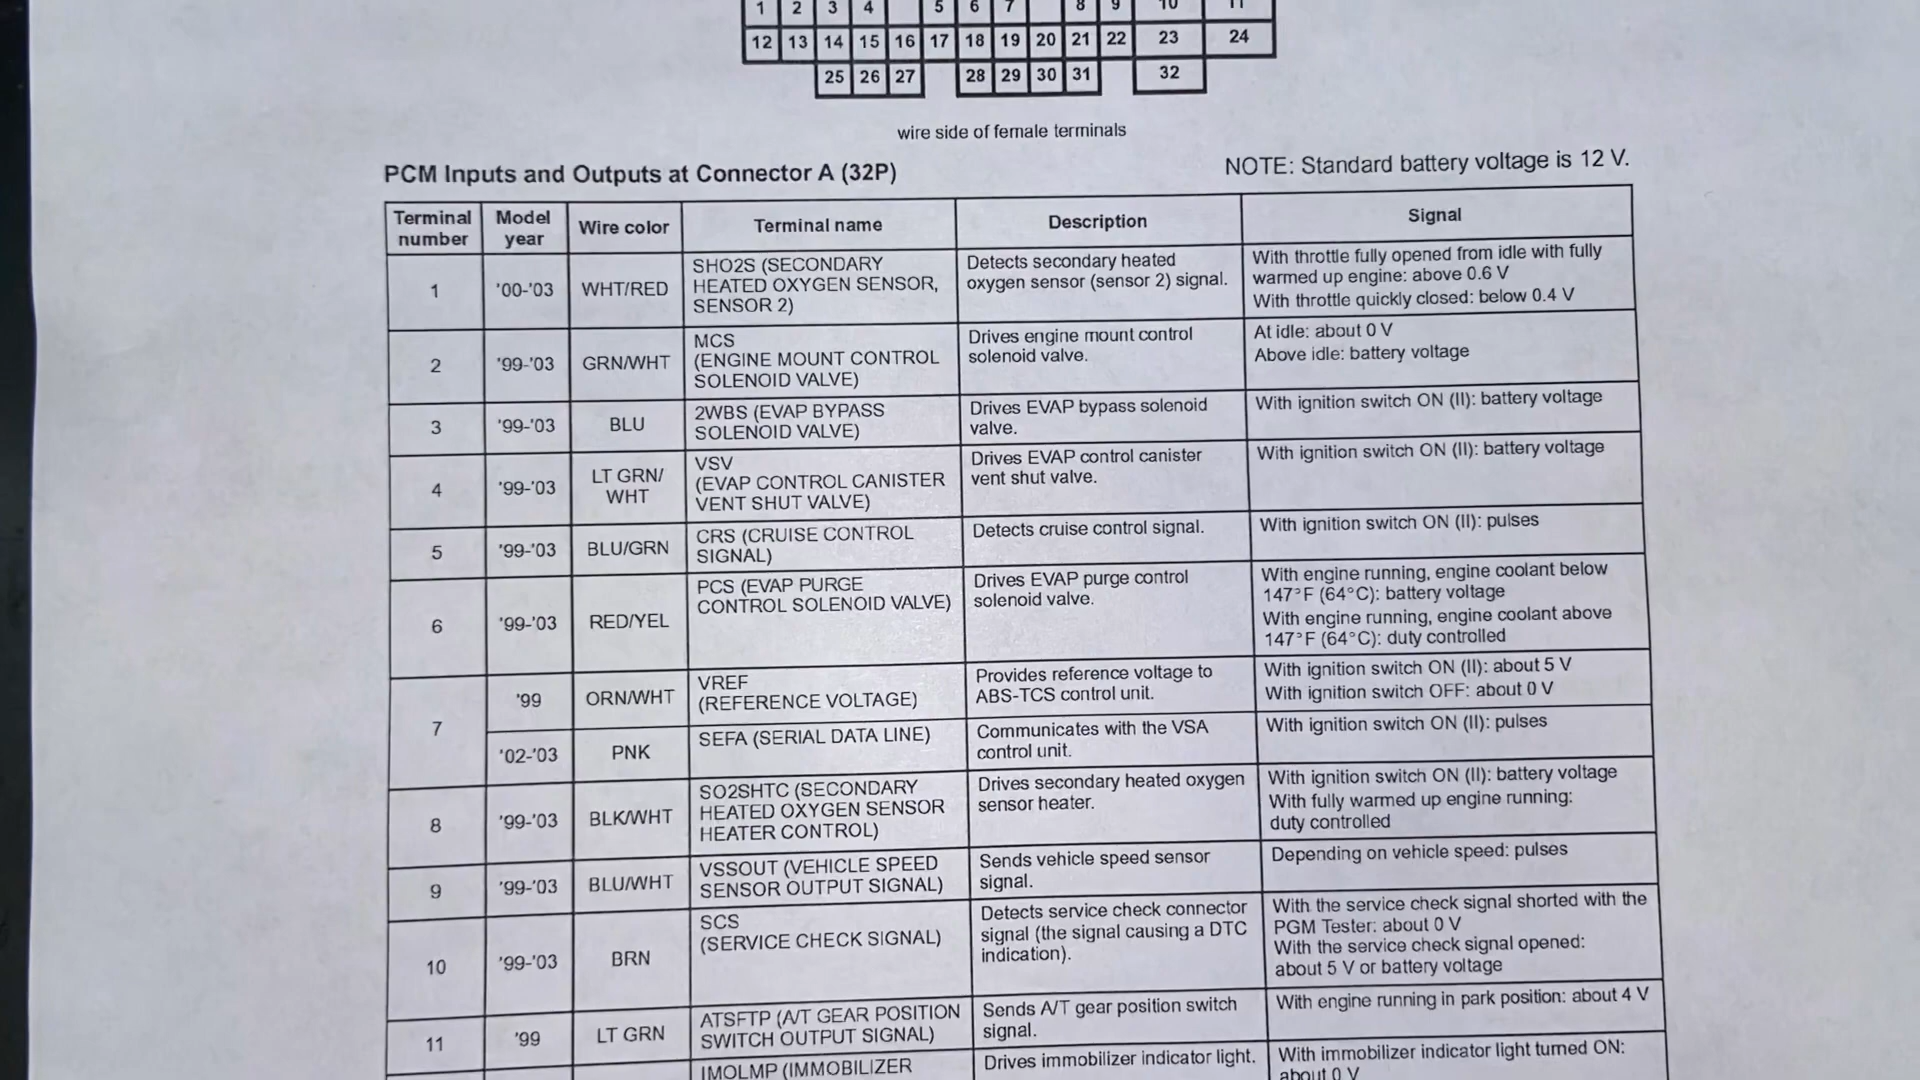 1 2 3 4 5 6 7 8 9 10 11
12 13 14 15 16 17 18 19 20 21 22 23 24
25 26 27 28 29 30 31 32
wire side of female terminals
PCM Inputs and Outputs at Connector A (32P)
NOTE: Standard battery voltage is 12 V.
Terminal number
Model year
Wire color
Terminal name
Description
Signal
1
'00-'03
WHT/RED
SHO2S (SECONDARY
HEATED OXYGEN SENSOR,
SENSOR 2)
Detects secondary heated
oxygen sensor (sensor 2) signal.
With throttle fully opened from idle with fully
warmed up engine: above 0.6 V
With throttle quickly closed: below 0.4 V
2
'99-'03
GRN/WHT
MCS
(ENGINE MOUNT CONTROL
SOLENOID VALVE)
Drives engine mount control
solenoid valve.
At idle: about 0 V
Above idle: battery voltage
3
'99-'03
BLU
2WBS (EVAP BYPASS
SOLENOID VALVE)
Drives EVAP bypass solenoid
valve.
With ignition switch ON (II): battery voltage
4
'99-'03
LT GRN/
WHT
VSV
(EVAP CONTROL CANISTER
VENT SHUT VALVE)
Drives EVAP control canister
vent shut valve.
With ignition switch ON (II): battery voltage
5
'99-'03
BLU/GRN
CRS (CRUISE CONTROL
SIGNAL)
Detects cruise control signal.
With ignition switch ON (II): pulses
6
'99-'03
RED/YEL
PCS (EVAP PURGE
CONTROL SOLENOID VALVE)
Drives EVAP purge control
solenoid valve.
With engine running, engine coolant below
147°F (64°C): battery voltage
With engine running, engine coolant above
147°F (64°C): duty controlled
7
'99
ORN/WHT
VREF
(REFERENCE VOLTAGE)
Provides reference voltage to
ABS-TCS control unit.
With ignition switch ON (II): about 5 V
With ignition switch OFF: about 0 V
'02-'03
PNK
SEFA (SERIAL DATA LINE)
Communicates with the VSA
control unit.
With ignition switch ON (II): pulses
8
'99-'03
BLK/WHT
SO2SHTC (SECONDARY
HEATED OXYGEN SENSOR
HEATER CONTROL)
Drives secondary heated oxygen
sensor heater.
With ignition switch ON (II): battery voltage
With fully warmed up engine running:
duty controlled
9
'99-'03
BLU/WHT
VSSOUT (VEHICLE SPEED
SENSOR OUTPUT SIGNAL)
Sends vehicle speed sensor
signal.
Depending on vehicle speed: pulses
10
'99-'03
BRN
SCS
(SERVICE CHECK SIGNAL)
Detects service check connector
signal (the signal causing a DTC
indication).
With the service check signal shorted with the
PGM Tester: about 0 V
With the service check signal opened:
about 5 V or battery voltage
11
'99
LT GRN
ATSFTP (A/T GEAR POSITION
SWITCH OUTPUT SIGNAL)
Sends A/T gear position switch
signal.
With engine running in park position: about 4 V
IMOLMP (IMMOBILIZER
Drives immobilizer indicator light.
With immobilizer indicator light turned ON:
about 0 V